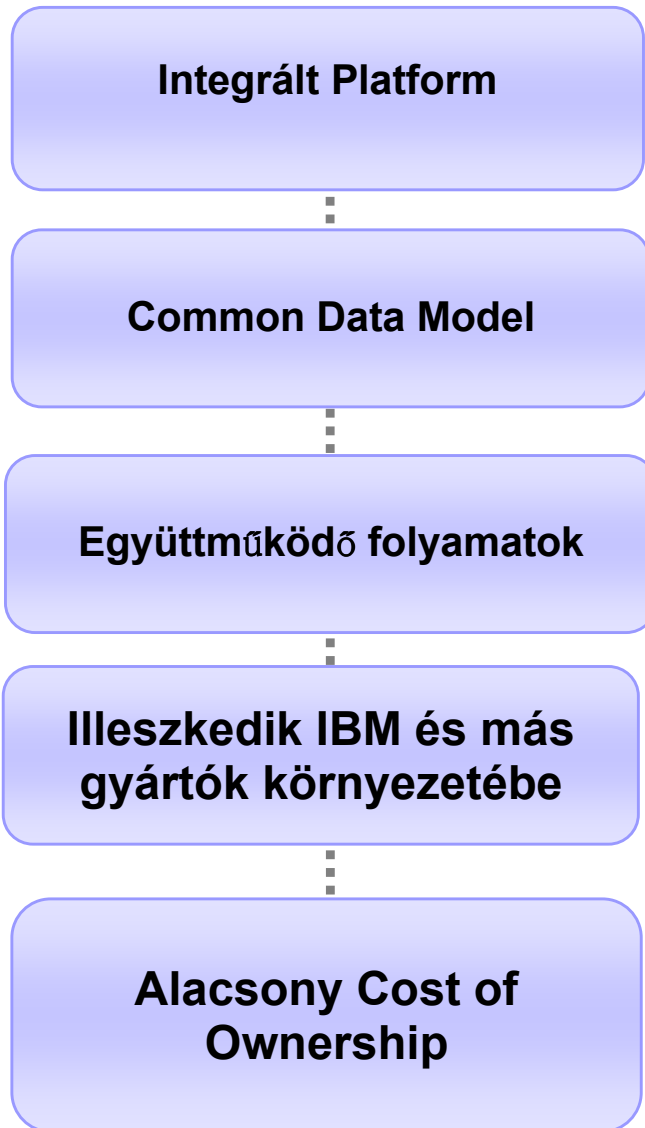 Integrált Platform
Common Data Model
Együttműködő folyamatok
Illeszkedik IBM és más
gyártók környezetébe
Alacsony Cost of
Ownership